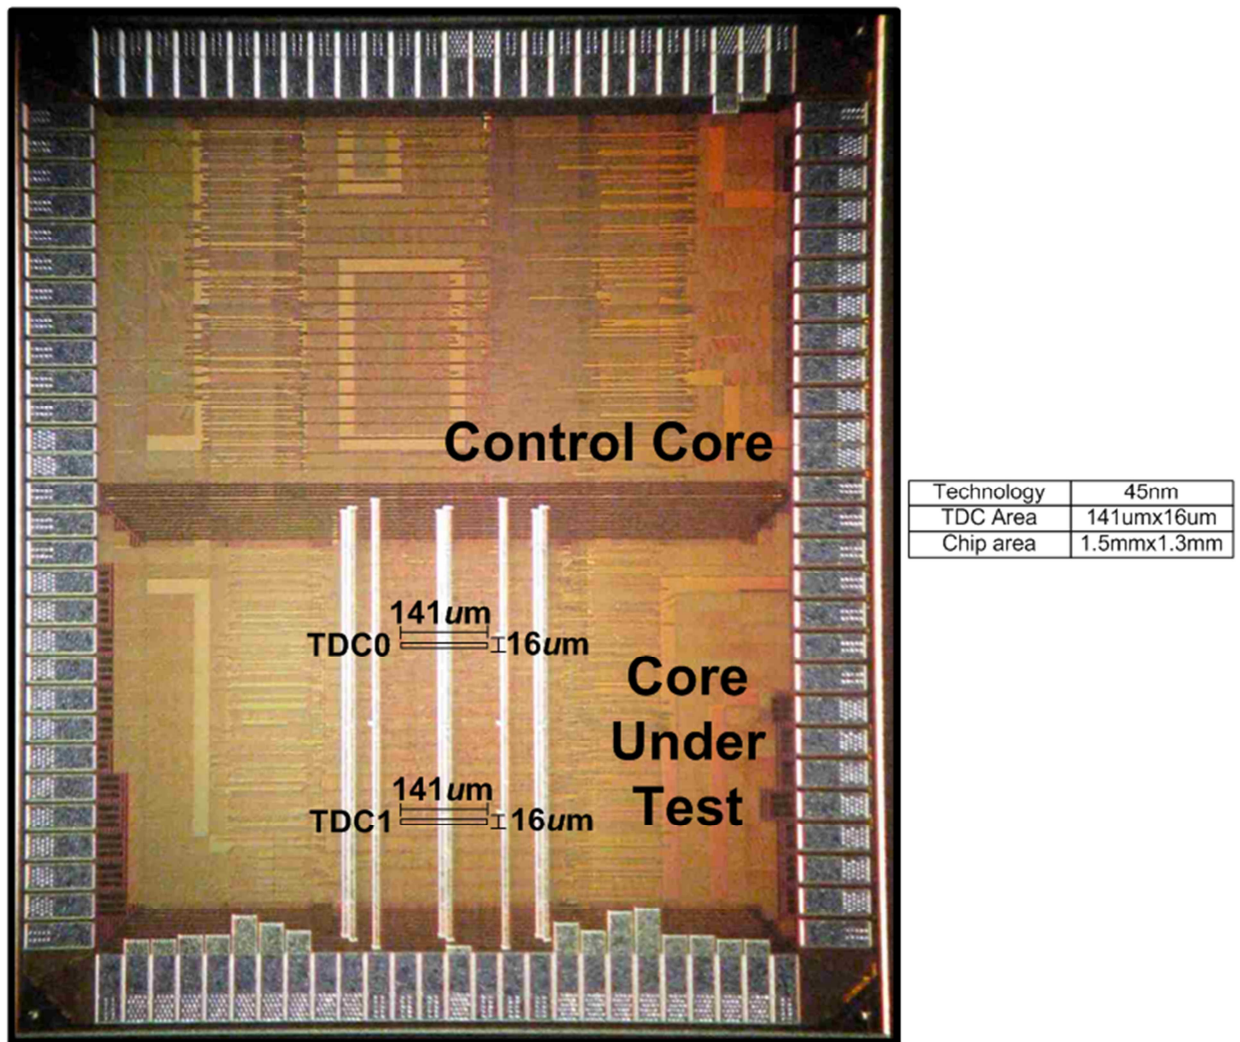 Control Core
141um
TDC0
16um
Core
Under
Test
141um
TDC1
16um
Technology 45nm
TDC Area 141umx16um
Chip area 1.5mmx1.3mm